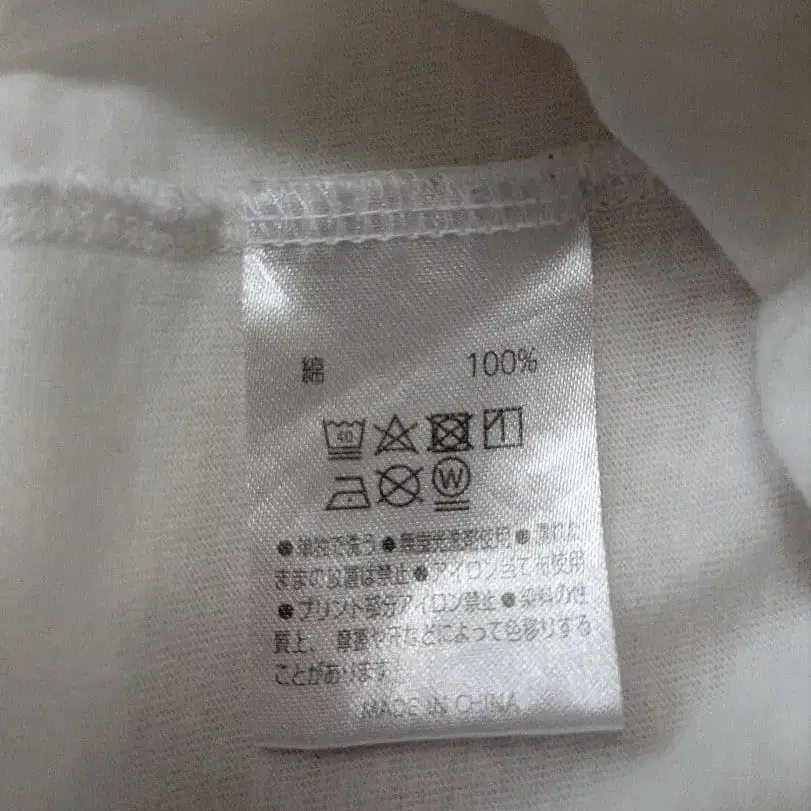 綿 100%
40
W
●単独で洗う●無蛍光洗剤使用●濡れた
ままの放置は禁止●アイロン当て布使用
●プリント部分アイロン禁止●染料の性
質上、摩擦や汗などによって色移りする
ことがあります。
MADE IN CHINA